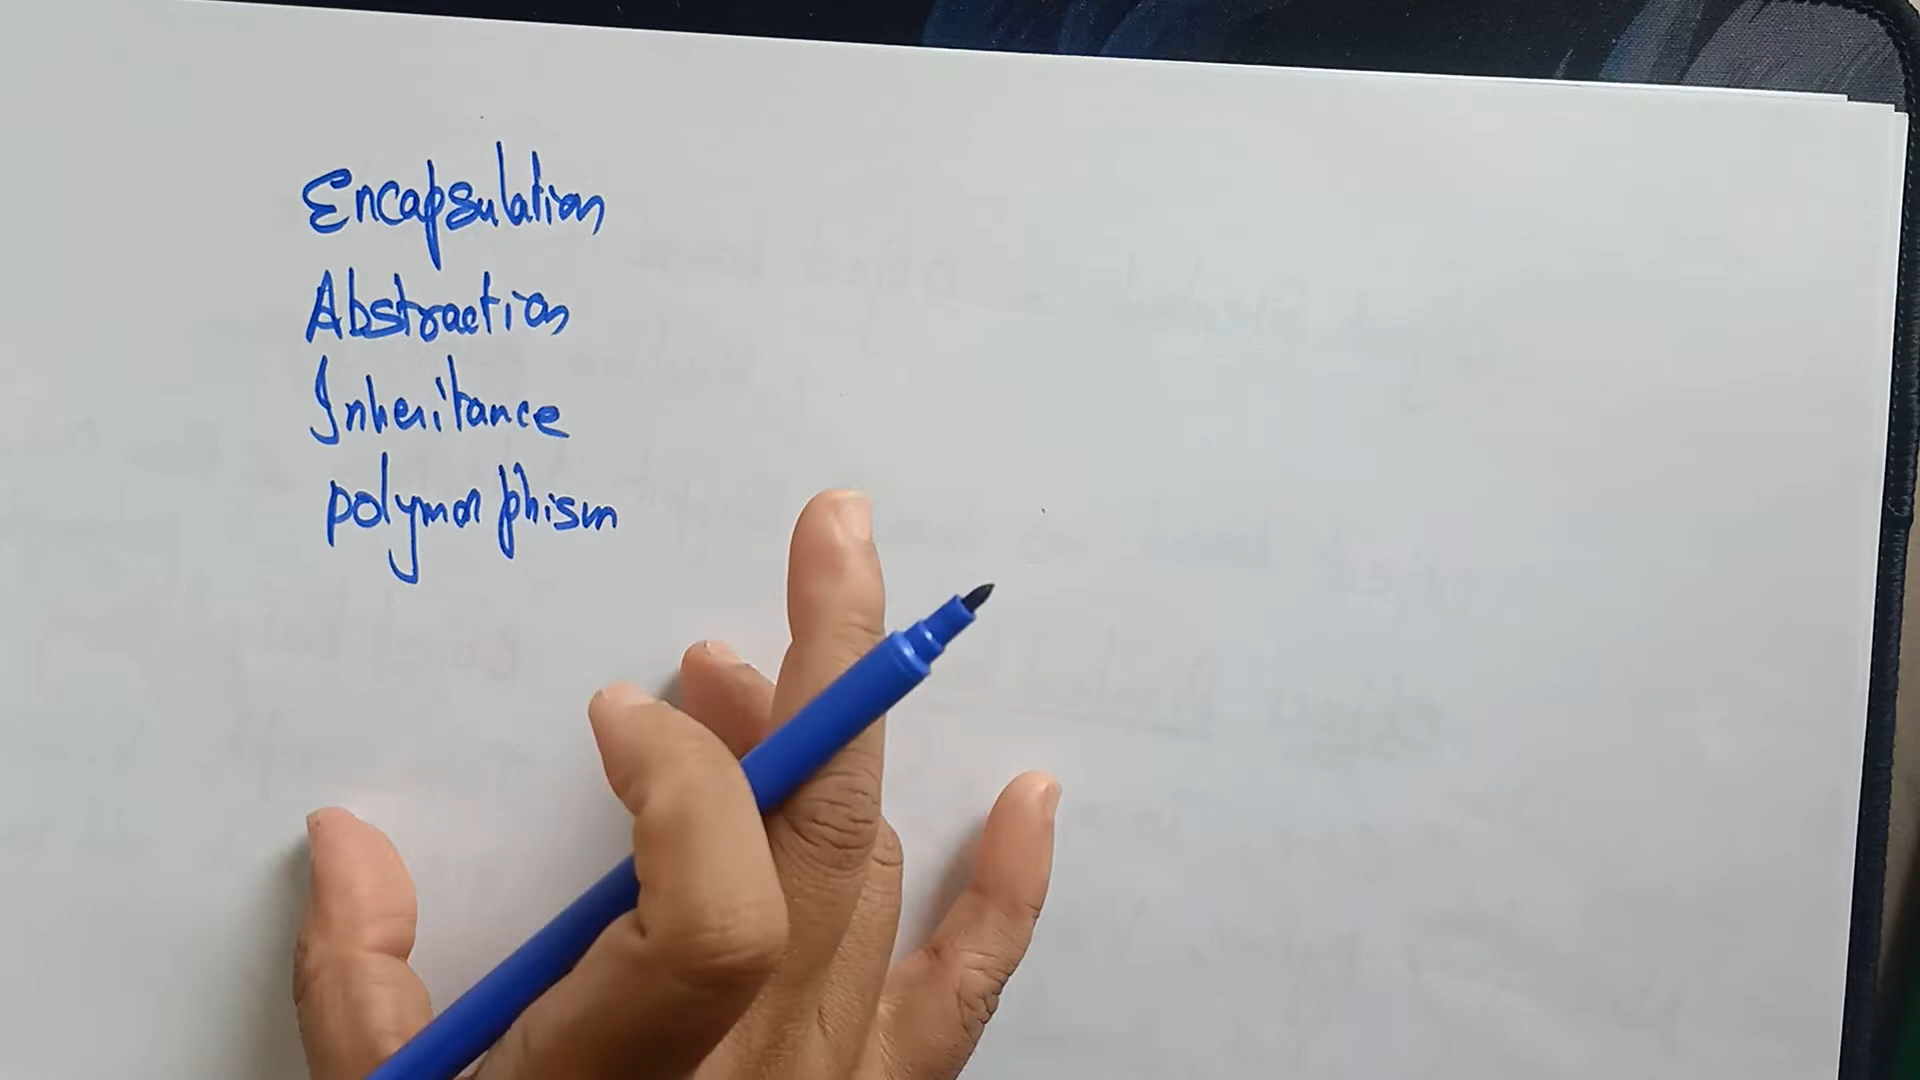 Encapsulation
Abstraction
Inheritance
polymorphism